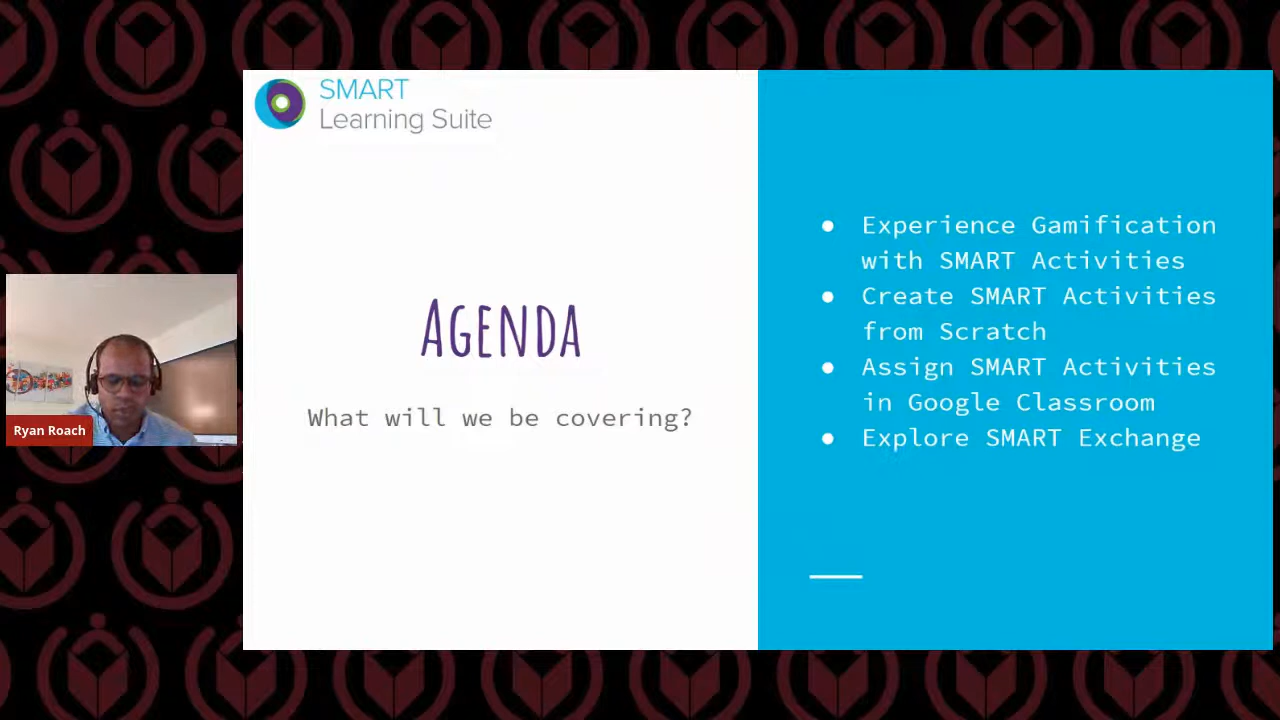 SMART
Learning Suite
AGENDA
What will we be covering?
● Experience Gamification
with SMART Activities
● Create SMART Activities
from Scratch
● Assign SMART Activities
in Google Classroom
● Explore SMART Exchange
Ryan Roach